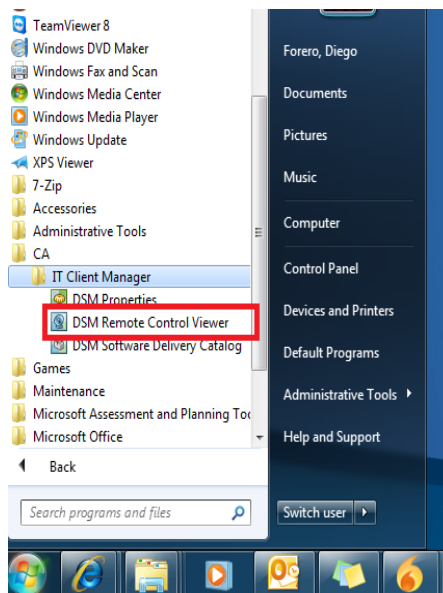 TeamViewer 8
Windows DVD Maker
Windows Fax and Scan
Windows Media Center
Windows Media Player
Windows Update
XPS Viewer
7-Zip
Accessories
Administrative Tools
CA
IT Client Manager
DSM Properties
DSM Remote Control Viewer
DSM Software Delivery Catalog
Games
Maintenance
Microsoft Assessment and Planning Too
Microsoft Office
Back
Search programs and files
Forero, Diego
Documents
Pictures
Music
Computer
Control Panel
Devices and Printers
Default Programs
Administrative Tools
Help and Support
Switch user